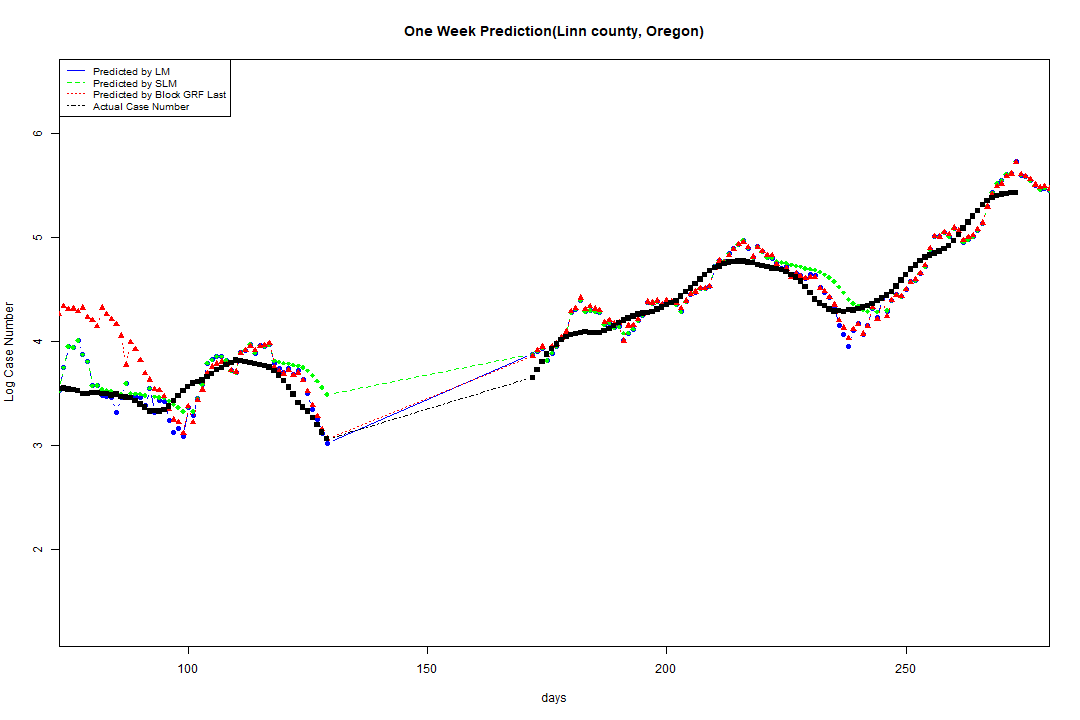 One Week Prediction(Linn county, Oregon)
Predicted by LM
Predicted by SLM
Predicted by Block GRF Last
Actual Case Number
Log Case Number
6
5
4
3
2
100
150
200
250
days